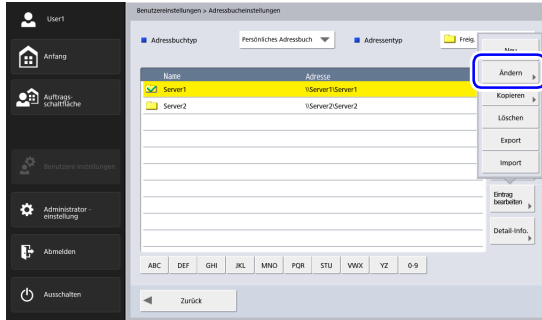 User1
Benutzereinstellungen > Adressbucheinstellungen
Adressbuchtyp
Persönliches Adressbuch
Adressentyp
Freig.
Neu
Anfang
Ändern
Name
Adresse
Server1
\\Server1\Server1
Kopieren
Auftrags-
schaltfläche
Server2
\\Server2\Server2
Löschen
Export
Import
Benutzere instellungen
Eintrag
bearbeiten
Administrator -
einstellung
Detail-Info.
Abmelden
ABC DEF GHI JKL MNO PQR STU VWX YZ 0-9
Ausschalten
Zurück